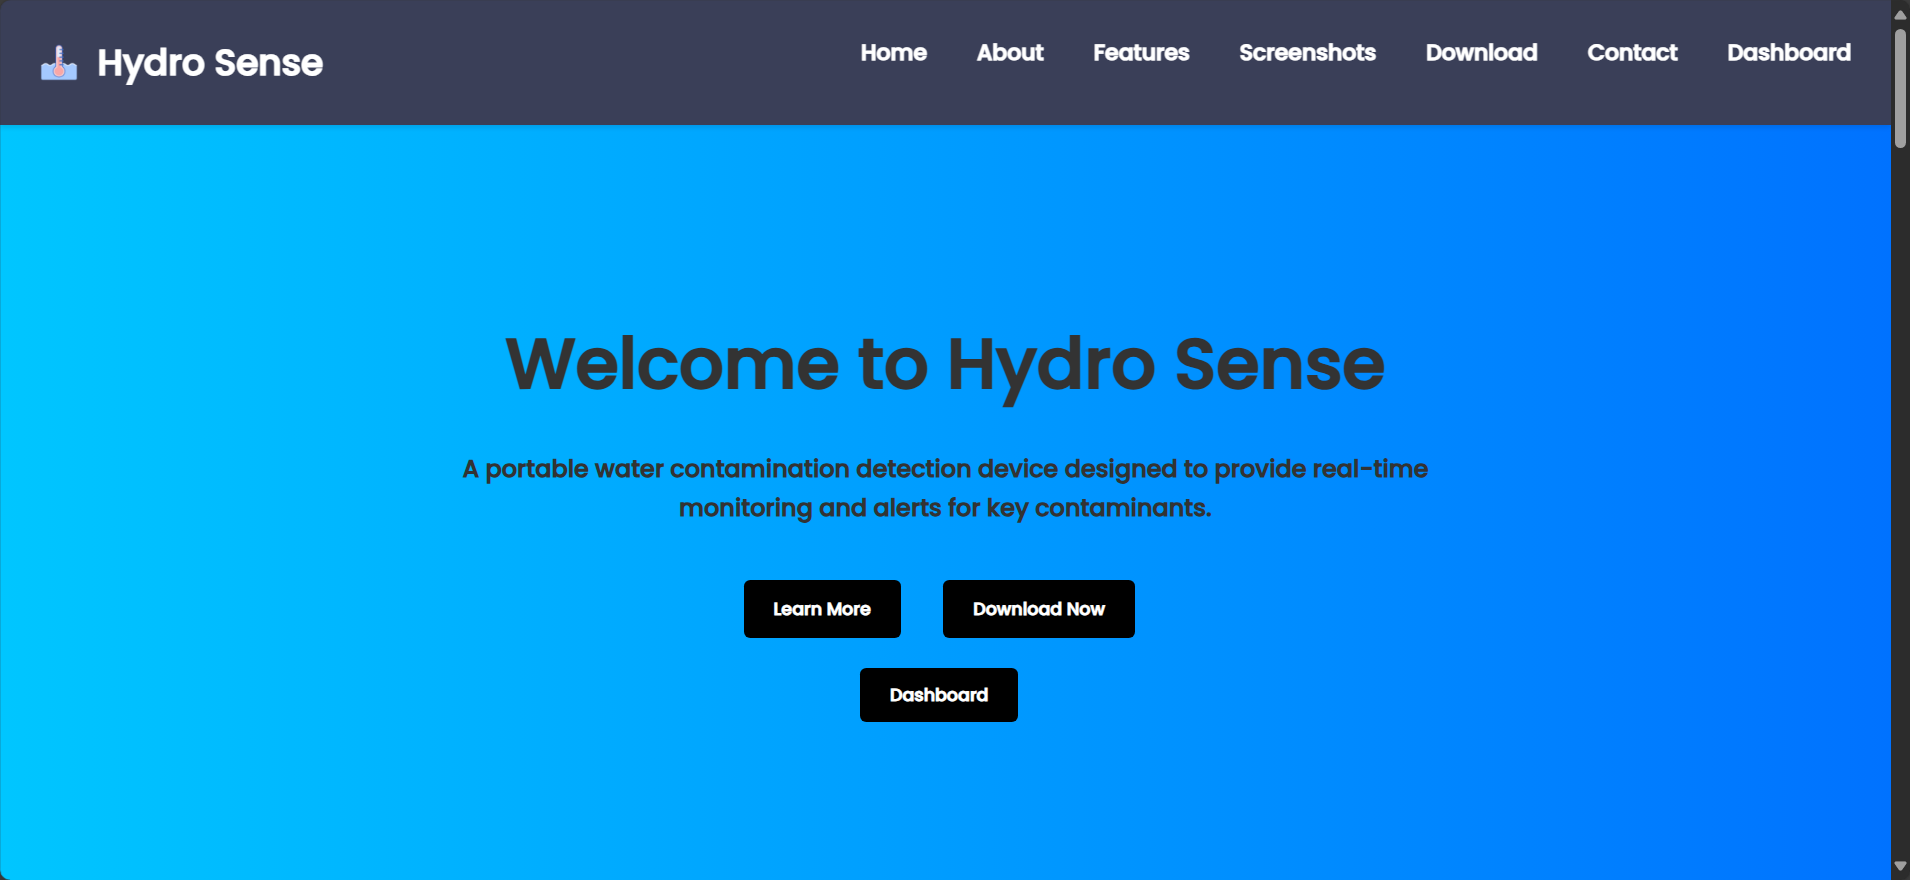 Hydro Sense
Home About Features Screenshots Download Contact Dashboard
Welcome to Hydro Sense
A portable water contamination detection device designed to provide real-time
monitoring and alerts for key contaminants.
Learn More Download Now
Dashboard